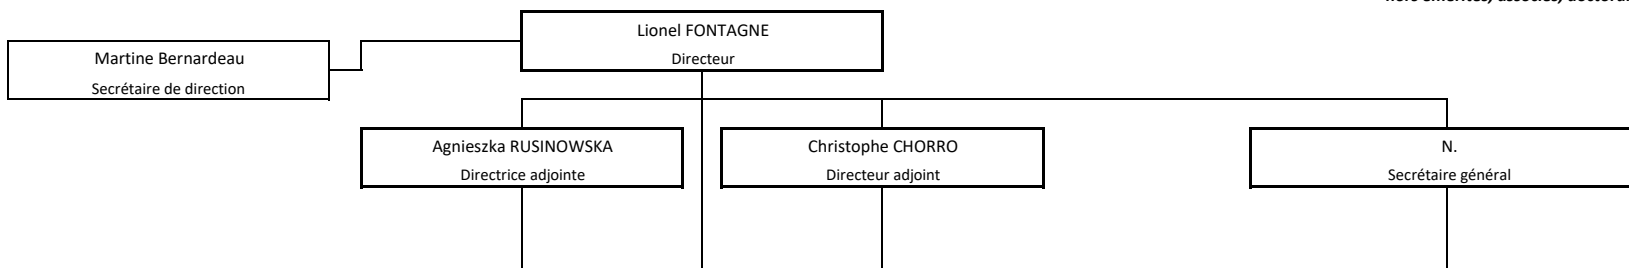 Lionel FONTAGNE
Directeur
Martine Bernardeau
Secrétaire de direction
Agnieszka RUSINOWSKA
Directrice adjointe
Christophe CHORRO
Directeur adjoint
N.
Secrétaire général